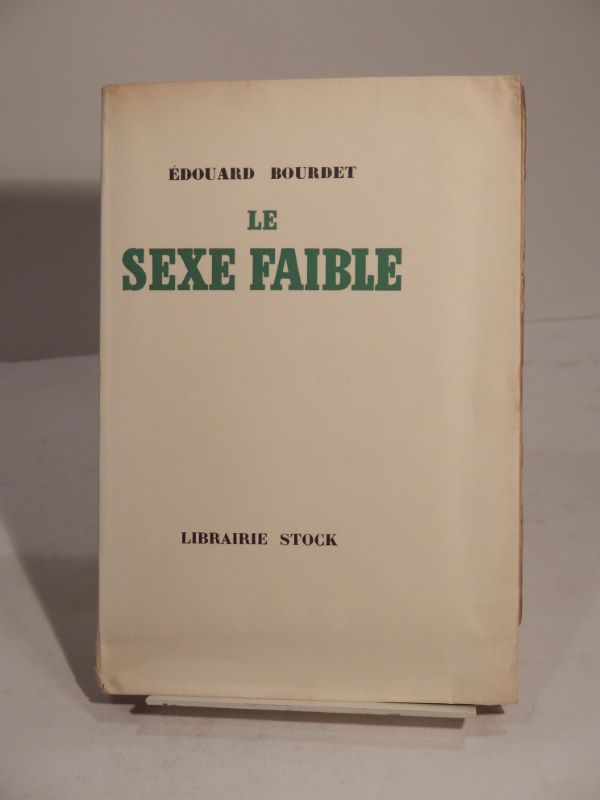 ÉDOUARD BOURDET
LE
SEXE FAIBLE
LIBRAIRIE STOCK